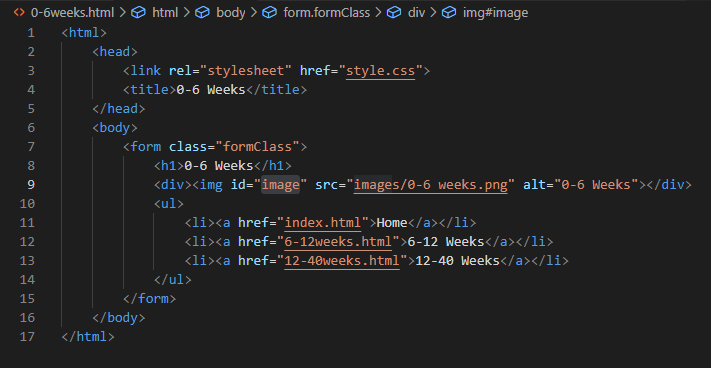 0-6weeks.html > html > body > form.formClass > div > img#image
1 <html>
2     <head>
3         <link rel="stylesheet" href="style.css">
4         <title>0-6 Weeks</title>
5     </head>
6     <body>
7         <form class="formClass">
8             <h1>0-6 Weeks</h1>
9             <div><img id="image" src="images/0-6 weeks.png" alt="0-6 Weeks"></div>
10             <ul>
11                 <li><a href="index.html">Home</a></li>
12                 <li><a href="6-12weeks.html">6-12 Weeks</a></li>
13                 <li><a href="12-40weeks.html">12-40 Weeks</a></li>
14             </ul>
15         </form>
16     </body>
17 </html>